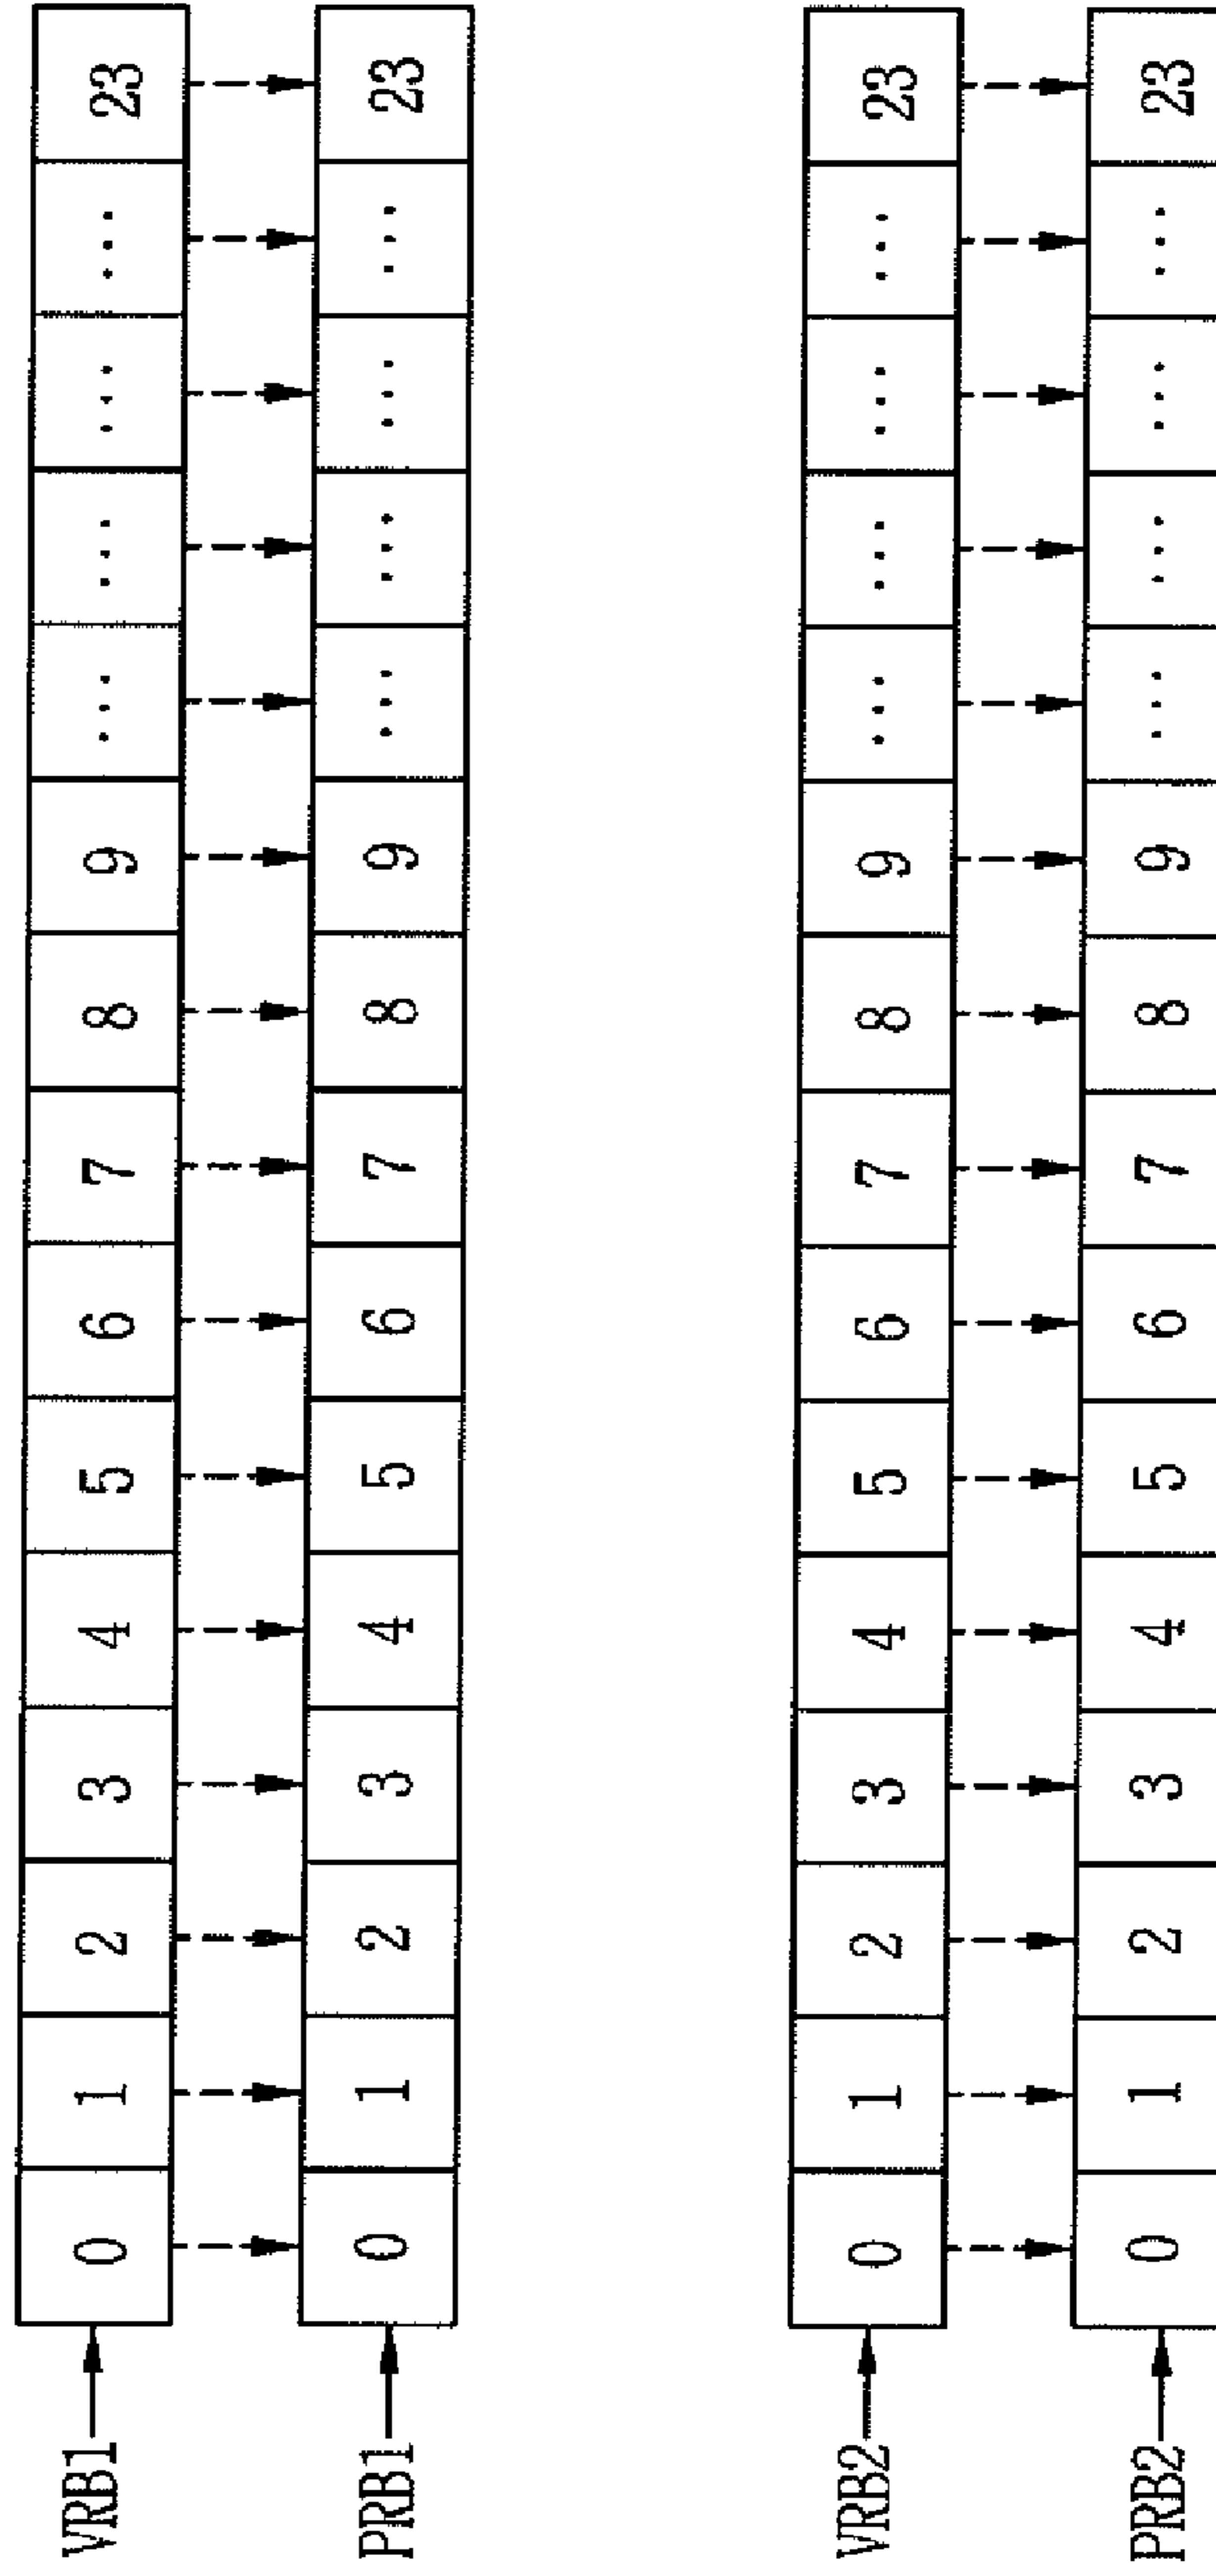 VRB1 0 1 2 3 4 5 6 7 8 9 ... ... ... ... 23
PRB1 0 1 2 3 4 5 6 7 8 9 ... ... ... ... 23
VRB2 0 1 2 3 4 5 6 7 8 9 ... ... ... ... 23
PRB2 0 1 2 3 4 5 6 7 8 9 ... ... ... ... 23